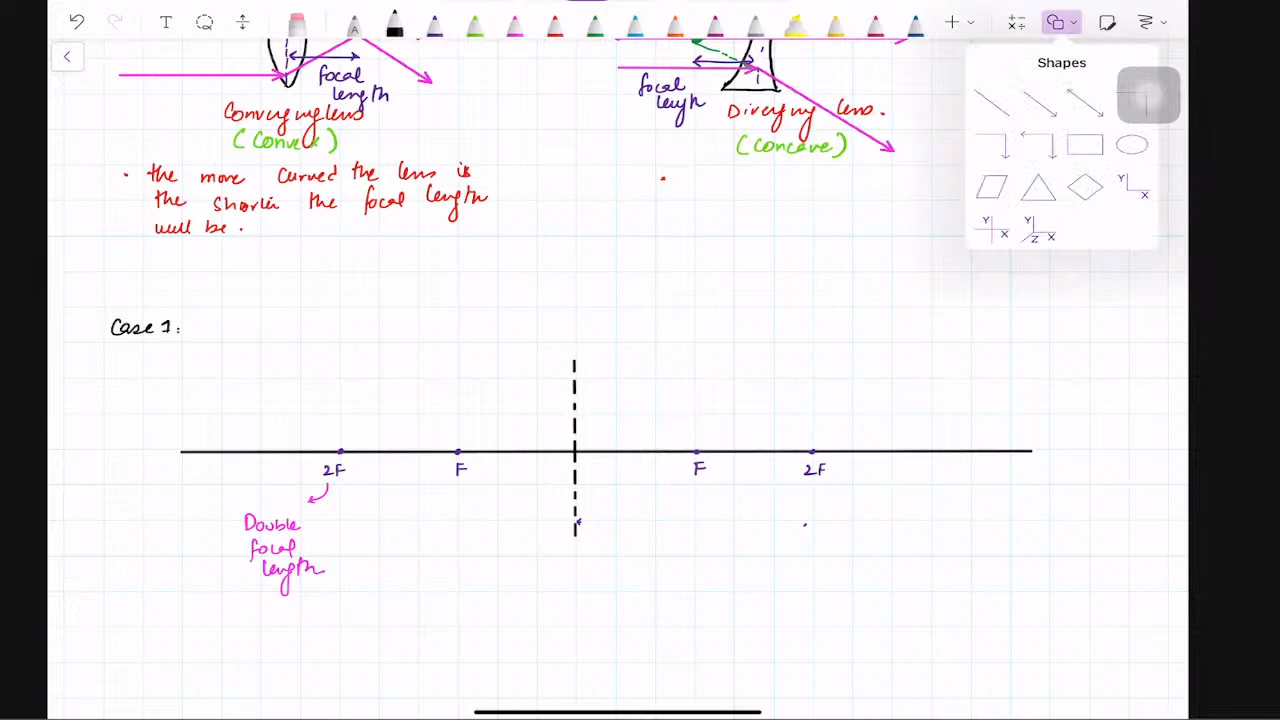 T
A
Shapes
focal
length
focal
length
Converging lens
(Convex)
Diverging lens.
(Concave)
• the more curved the lens is
the shorter the focal length
will be.
Y
X
Y
X
Y
Z
X
Case 1:
2F
F
F
2F
Double
focal
length